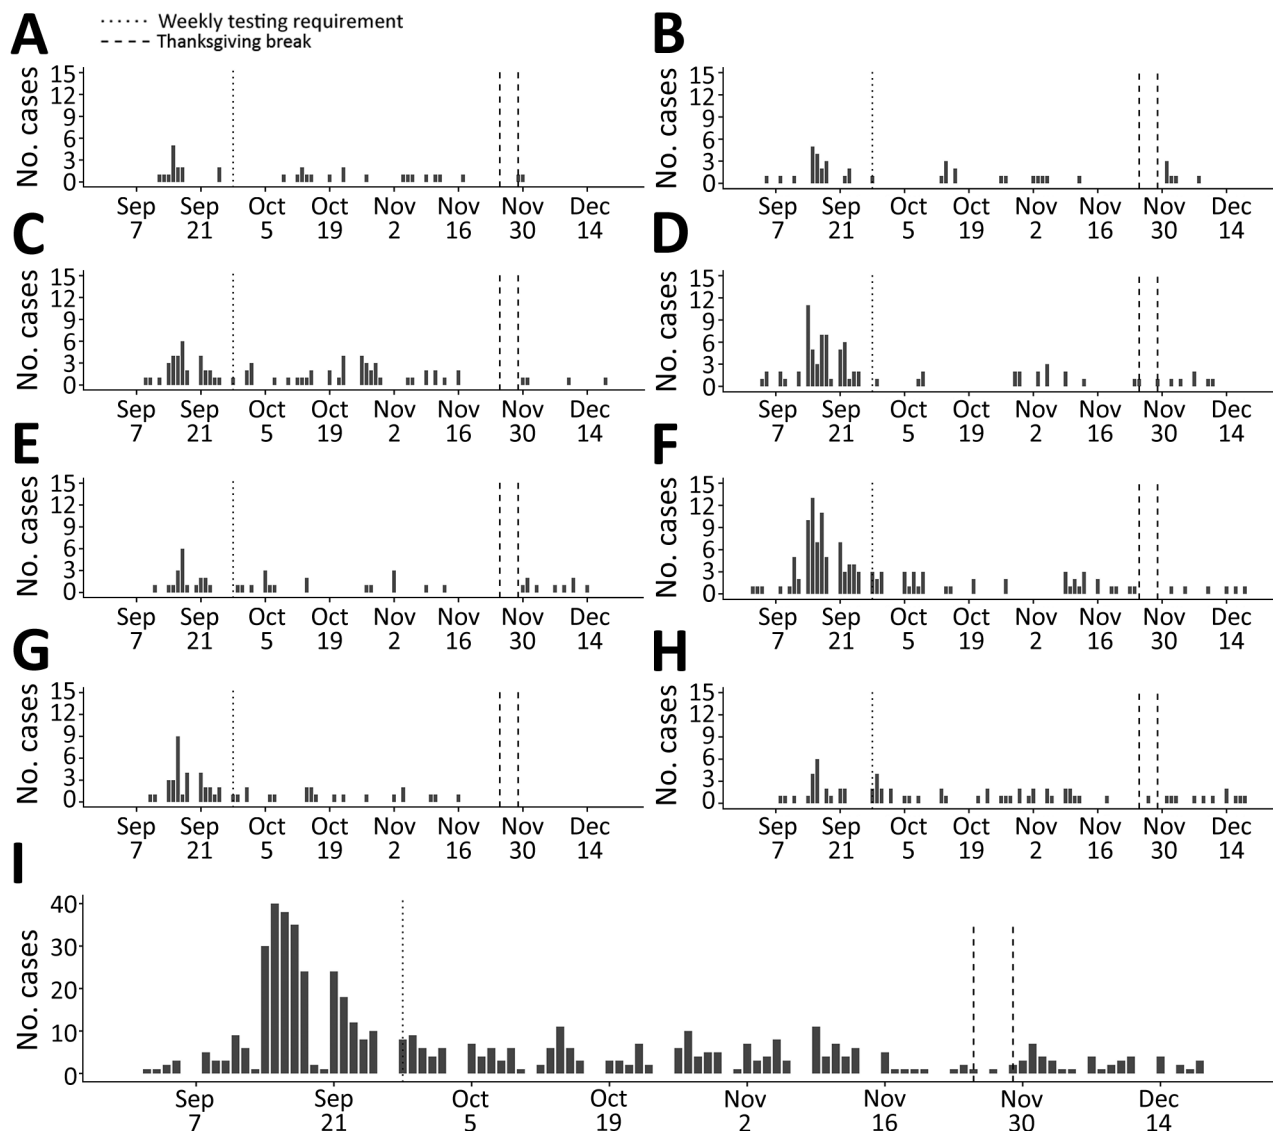 A
B
Weekly testing requirement
Thanksgiving break
No. cases
15
12
9
6
3
0
Sep 7
Sep 21
Oct 5
Oct 19
Nov 2
Nov 16
Nov 30
Dec 14
No. cases
15
12
9
6
3
0
Sep 7
Sep 21
Oct 5
Oct 19
Nov 2
Nov 16
Nov 30
Dec 14
C
D
No. cases
15
12
9
6
3
0
Sep 7
Sep 21
Oct 5
Oct 19
Nov 2
Nov 16
Nov 30
Dec 14
No. cases
15
12
9
6
3
0
Sep 7
Sep 21
Oct 5
Oct 19
Nov 2
Nov 16
Nov 30
Dec 14
E
F
No. cases
15
12
9
6
3
0
Sep 7
Sep 21
Oct 5
Oct 19
Nov 2
Nov 16
Nov 30
Dec 14
No. cases
15
12
9
6
3
0
Sep 7
Sep 21
Oct 5
Oct 19
Nov 2
Nov 16
Nov 30
Dec 14
G
H
No. cases
15
12
9
6
3
0
Sep 7
Sep 21
Oct 5
Oct 19
Nov 2
Nov 16
Nov 30
Dec 14
No. cases
15
12
9
6
3
0
Sep 7
Sep 21
Oct 5
Oct 19
Nov 2
Nov 16
Nov 30
Dec 14
I
No. cases
40
30
20
10
0
Sep 7
Sep 21
Oct 5
Oct 19
Nov 2
Nov 16
Nov 30
Dec 14